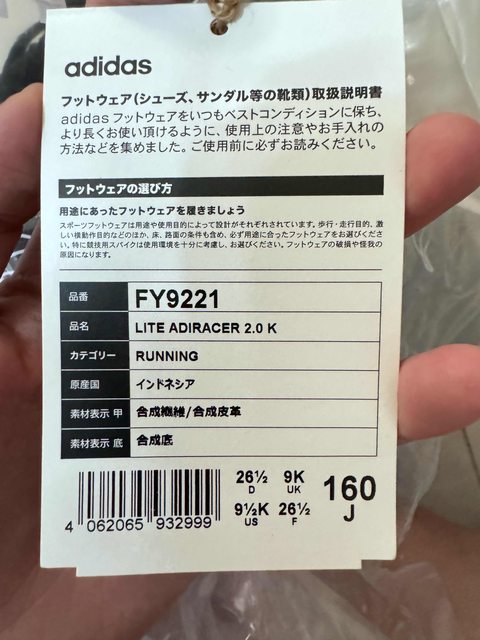 adidas
フットウェア(シューズ、サンダル等の靴類)取扱説明書
adidas フットウェアをいつもベストコンディションに保ち、
より長くお使い頂けるように、使用上の注意やお手入れの
方法などを集めました。ご使用前に必ずお読みください。
フットウェアの選び方
用途にあったフットウェアを履きましょう
スポーツフットウェアは用途や使用目的によって設計がそれぞれされています。歩行・走行目的、激
しい横動作目的などのほか、床、路面の条件も含め、必ず用途に合ったフットウェアをお選びくださ
い。特に競技用スパイクは使用環境を十分に考慮し、お選びください。フットウェアの破損や怪我の
原因になります。
品番 FY9221
品名 LITE ADIRACER 2.0 K
カテゴリー RUNNING
原産国 インドネシア
素材表示 甲 合成繊維/合成皮革
素材表示 底 合成底
26½ 9K 160
D UK J
9½K 26½
US F
4 062065 932999